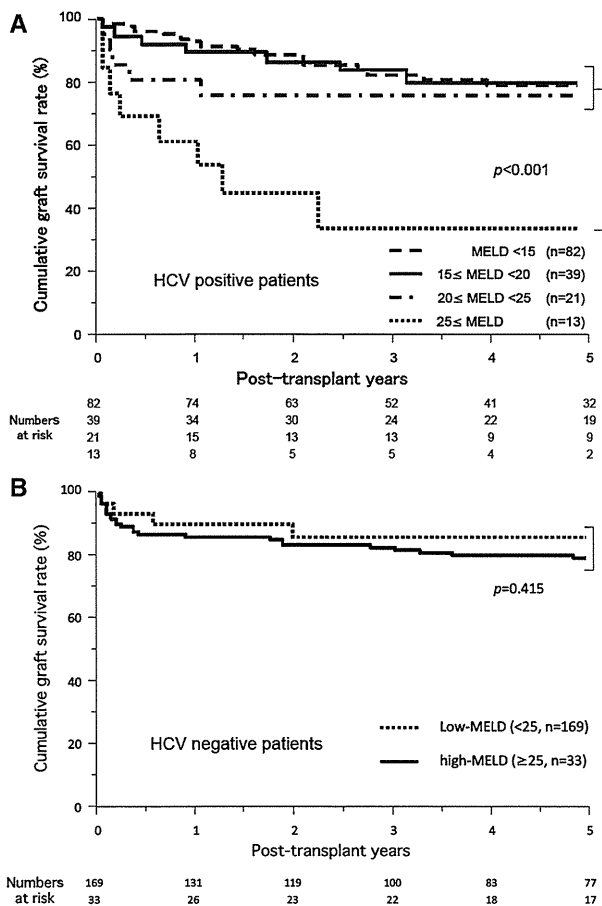 A
Cumulative graft survival rate (%)
100
80
60
40
20
0
p<0.001
HCV positive patients
MELD <15 (n=82)
15≤ MELD <20 (n=39)
20≤ MELD <25 (n=21)
25≤ MELD (n=13)
0 1 2 3 4 5
Post-transplant years
Numbers at risk
82 74 63 52 41 32
39 34 30 24 22 19
21 15 13 13 9 9
13 8 5 5 4 2
B
Cumulative graft survival rate (%)
100
80
60
40
20
0
p=0.415
HCV negative patients
Low-MELD (<25, n=169)
high-MELD (≥25, n=33)
0 1 2 3 4 5
Post-transplant years
Numbers at risk
169 131 119 100 83 77
33 26 23 22 18 17